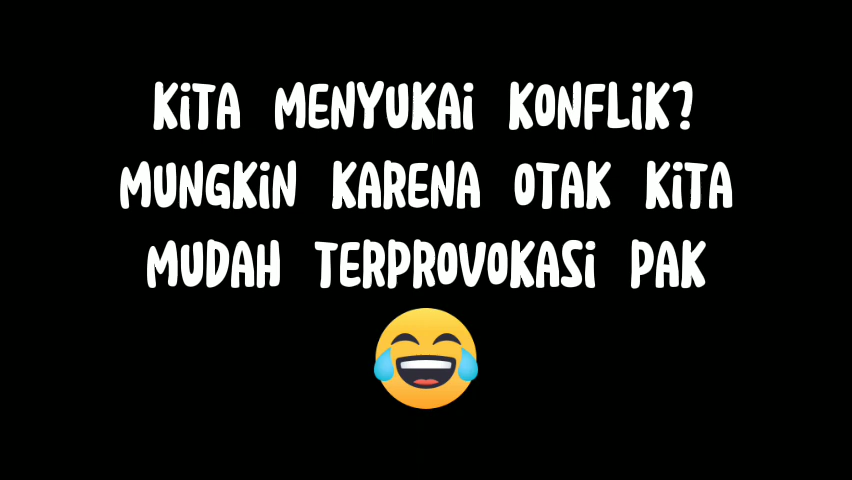 KiTA MENYUKAi KONFLiK?
MUNGKiN KARENA OTAK KiTA
MUDAH TERPROVOKASi PAK
😂